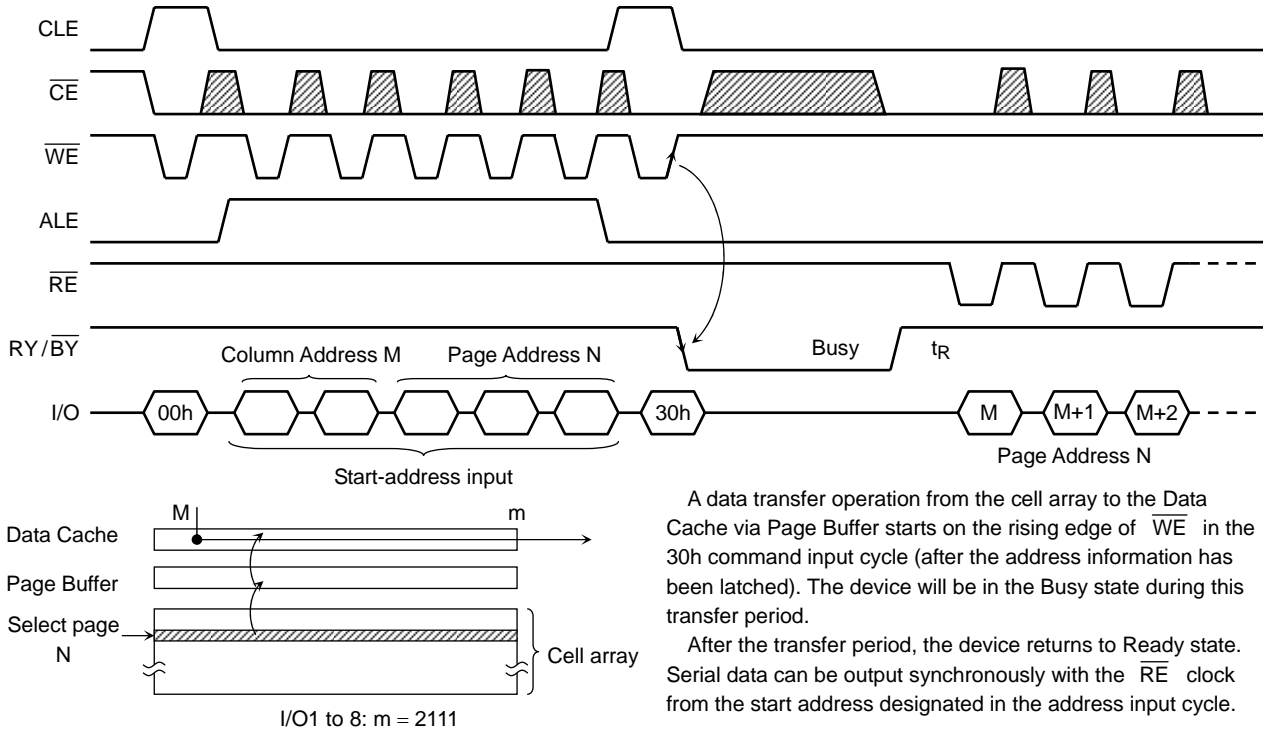 CLE
CE
WE
ALE
RE
RY/BY
Column Address M Page Address N
Busy tR
I/O 00h 30h M M+1 M+2
Start-address input
Page Address N
M m
Data Cache
Page Buffer
Select page
N
Cell array
I/O1 to 8: m = 2111
A data transfer operation from the cell array to the Data
Cache via Page Buffer starts on the rising edge of WE in the
30h command input cycle (after the address information has
been latched). The device will be in the Busy state during this
transfer period.
After the transfer period, the device returns to Ready state.
Serial data can be output synchronously with the RE clock
from the start address designated in the address input cycle.